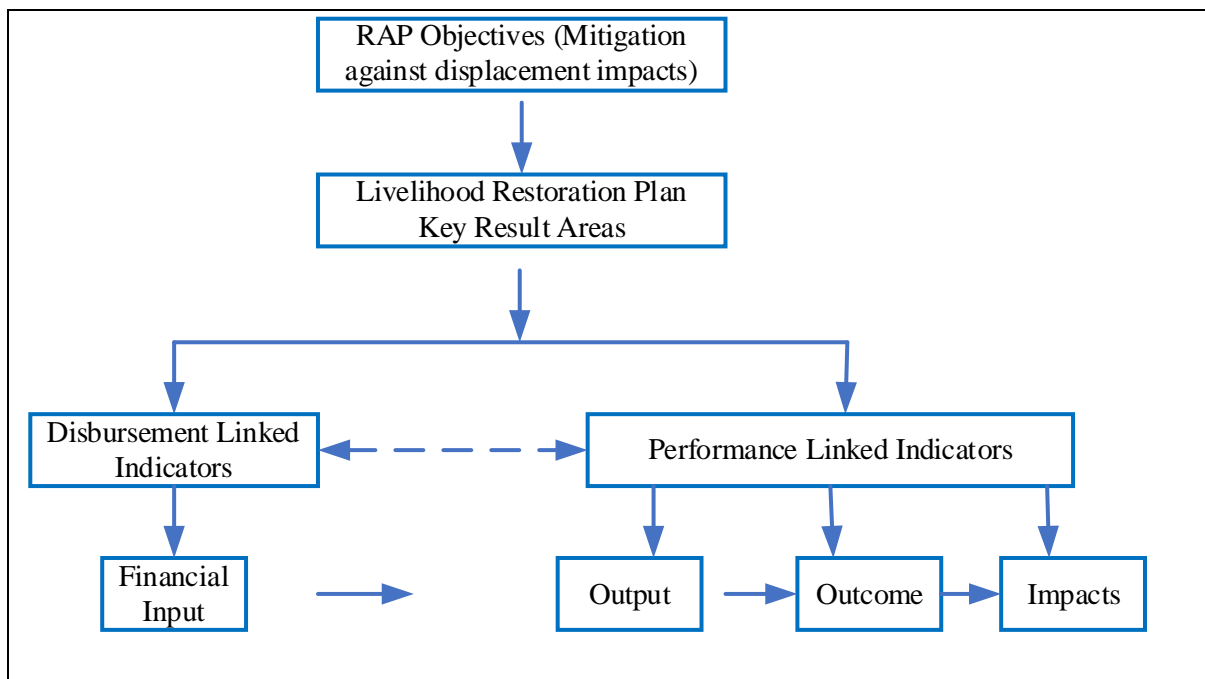 RAP Objectives (Mitigation
against displacement impacts)
Livelihood Restoration Plan
Key Result Areas
Disbursement Linked
Indicators
Performance Linked Indicators
Financial
Input
Output
Outcome
Impacts